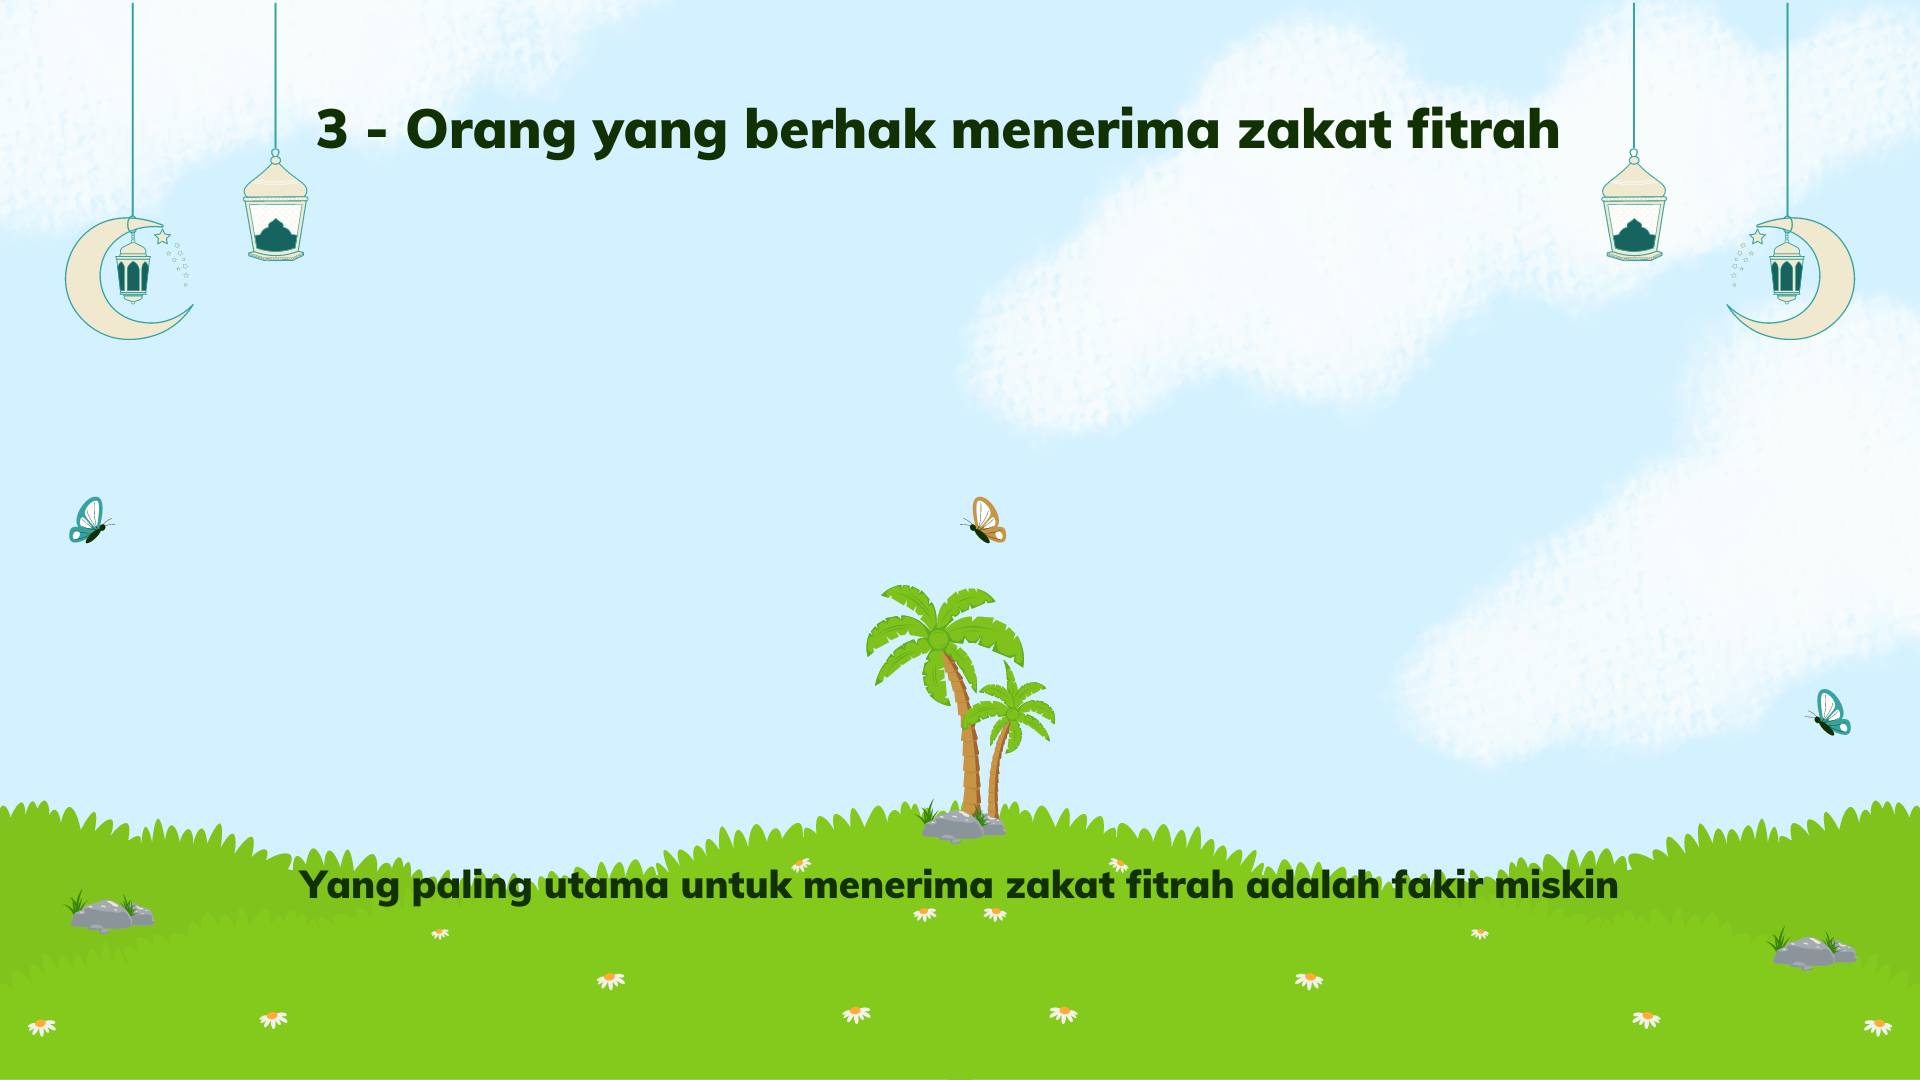 3 - Orang yang berhak menerima zakat fitrah
Yang paling utama untuk menerima zakat fitrah adalah fakir miskin